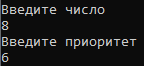 Введите число
8
Введите приоритет
6